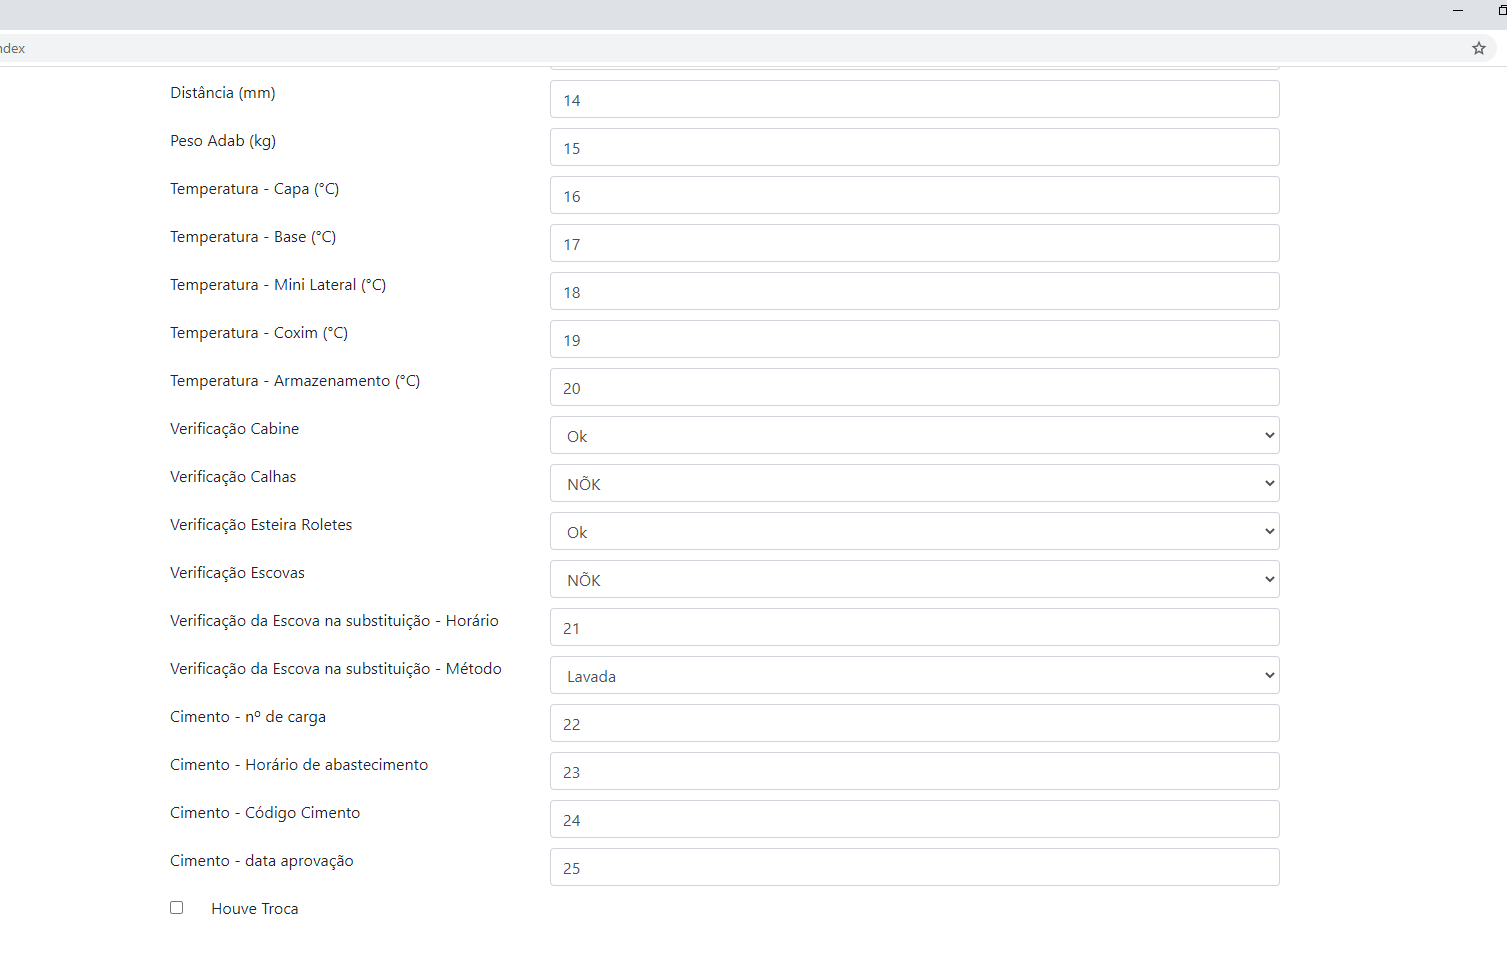 ndex
Distância (mm) 14
Peso Adab (kg) 15
Temperatura - Capa (°C) 16
Temperatura - Base (°C) 17
Temperatura - Mini Lateral (°C) 18
Temperatura - Coxim (°C) 19
Temperatura - Armazenamento (°C) 20
Verificação Cabine Ok
Verificação Calhas NÕK
Verificação Esteira Roletes Ok
Verificação Escovas NÕK
Verificação da Escova na substituição - Horário 21
Verificação da Escova na substituição - Método Lavada
Cimento - nº de carga 22
Cimento - Horário de abastecimento 23
Cimento - Código Cimento 24
Cimento - data aprovação 25
Houve Troca